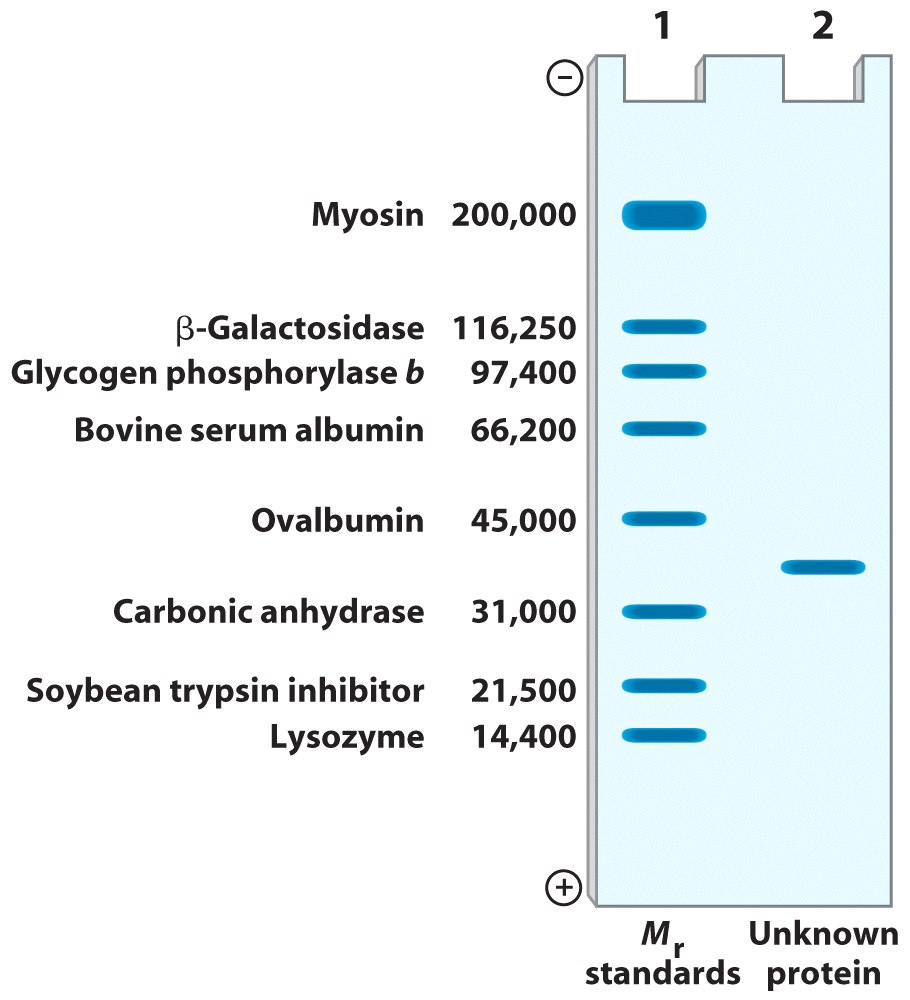 1 2
−
Myosin 200,000
β-Galactosidase 116,250
Glycogen phosphorylase b 97,400
Bovine serum albumin 66,200
Ovalbumin 45,000
Carbonic anhydrase 31,000
Soybean trypsin inhibitor 21,500
Lysozyme 14,400
+
Mr Unknown
standards protein